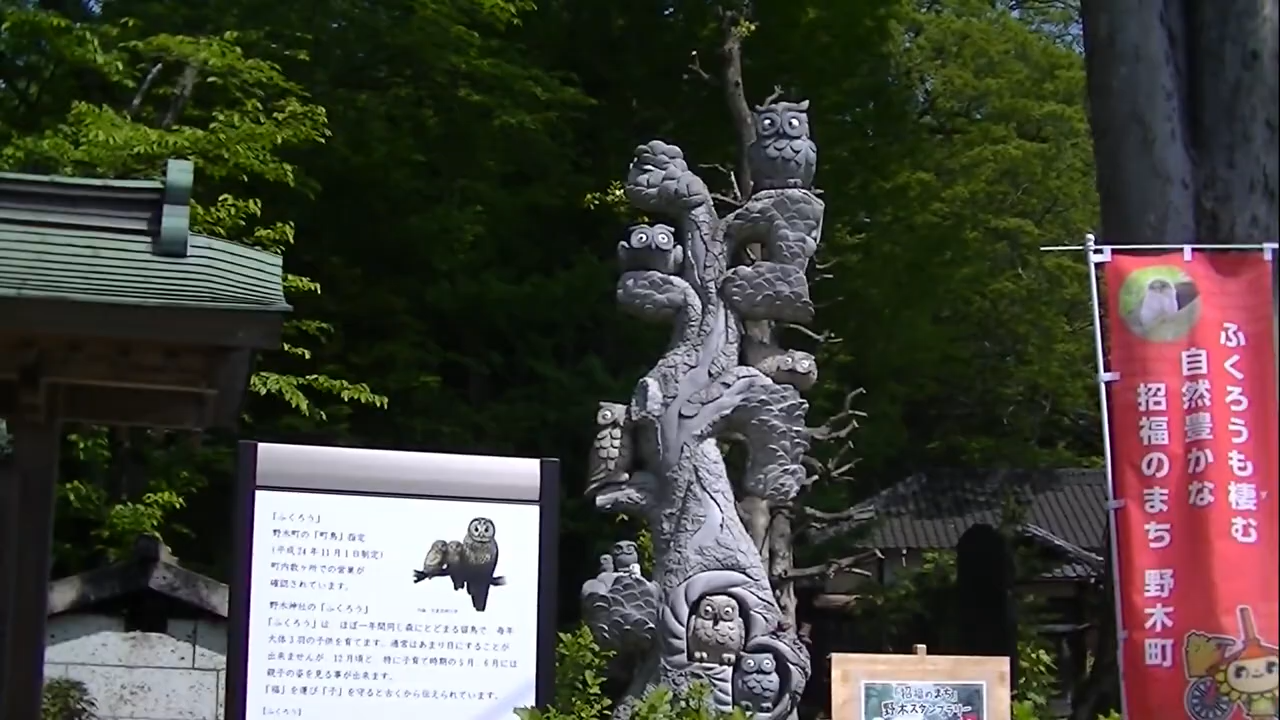 「ふくろう」
野木町の「町鳥」指定
(平成24年11月1日制定)
町内数ヶ所での営巣が
確認されています。
野木神社の「ふくろう」
「ふくろう」は、ほぼ一年間同じ森にとどまる留鳥で、毎年
大体3羽の子供を育てます。通常はあまり目にすることが
出来ませんが、12月頃と、特に子育て時期の5月、6月には
親子の姿を見る事が出来ます。
「福」を運び「子」を守ると古くから伝えられています。
「ふくろう」
「招福のまち」
野木スタンプラリー
ふくろうも棲む
自然豊かな
招福のまち 野木町